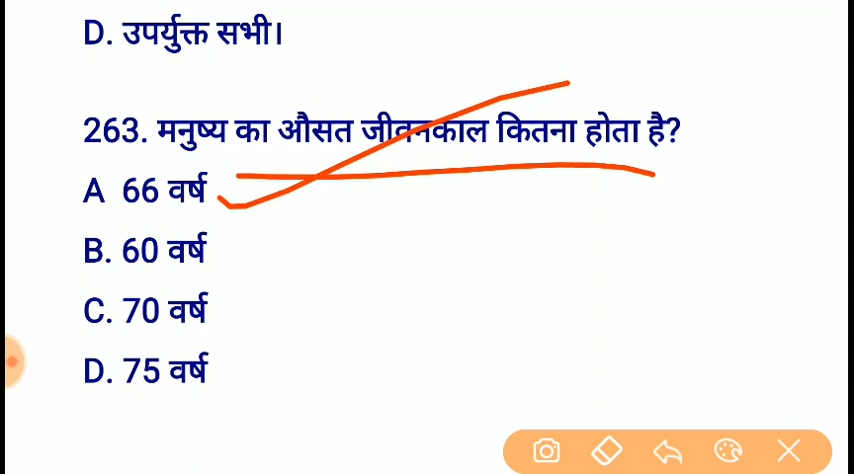 D. उपर्युक्त सभी।
263. मनुष्य का औसत जीवनकाल कितना होता है?
A 66 वर्ष
B. 60 वर्ष
C. 70 वर्ष
D. 75 वर्ष